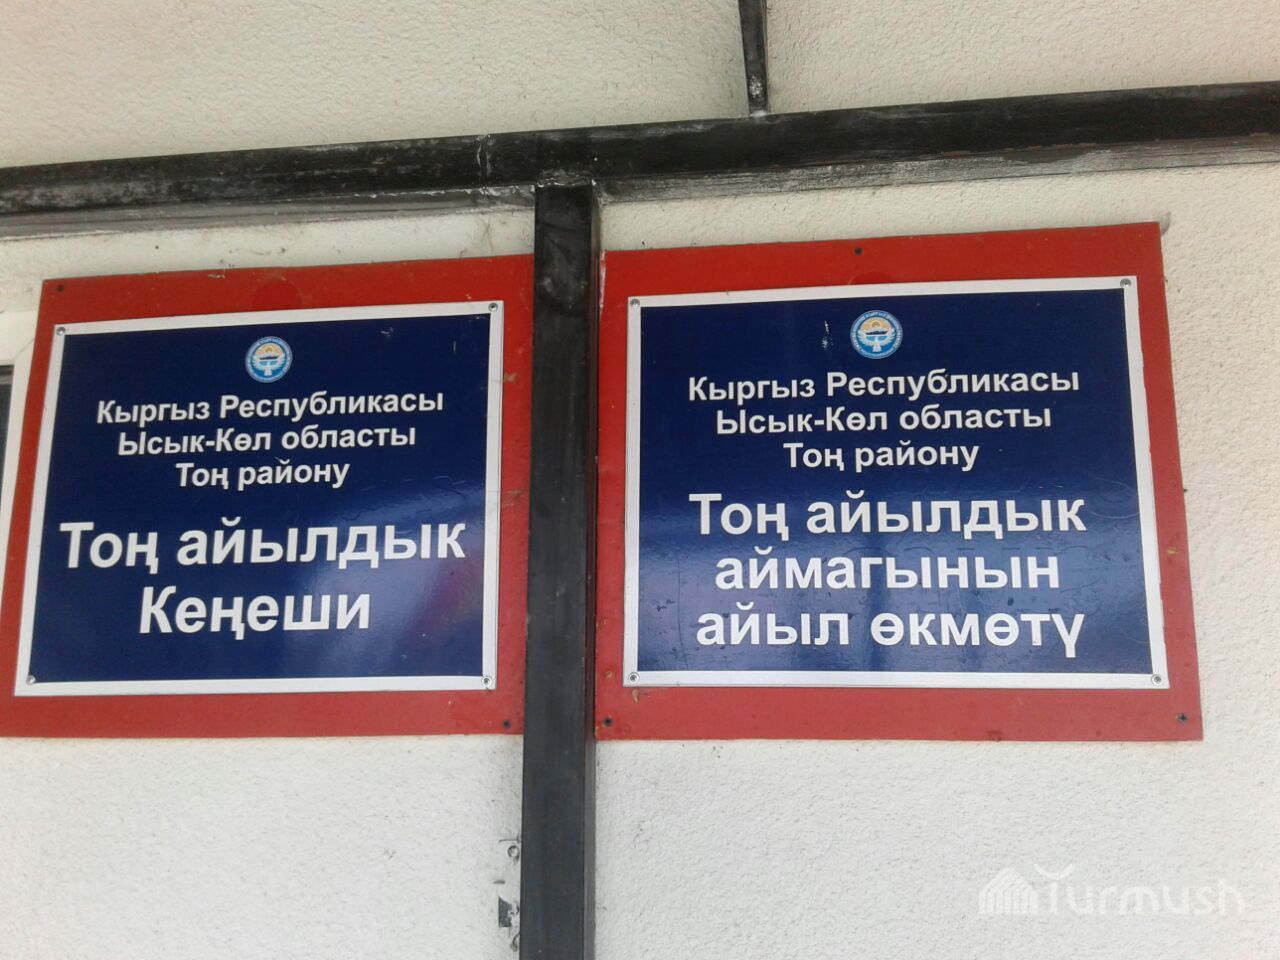 Кыргыз Республикасы
Ысык-Көл областы
Тоң району
Тоң айылдык
Кеңеши
Кыргыз Республикасы
Ысык-Көл областы
Тоң району
Тоң айылдык
аймагынын
айыл өкмөтү
Turmush